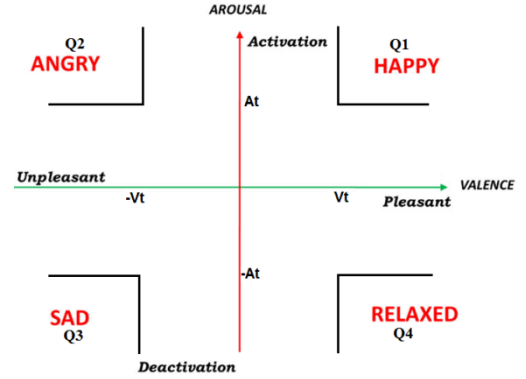 AROUSAL
Q2
ANGRY
Activation
Q1
HAPPY
At
Unpleasant
VALENCE
-Vt
Vt
Pleasant
-At
SAD
Q3
RELAXED
Q4
Deactivation